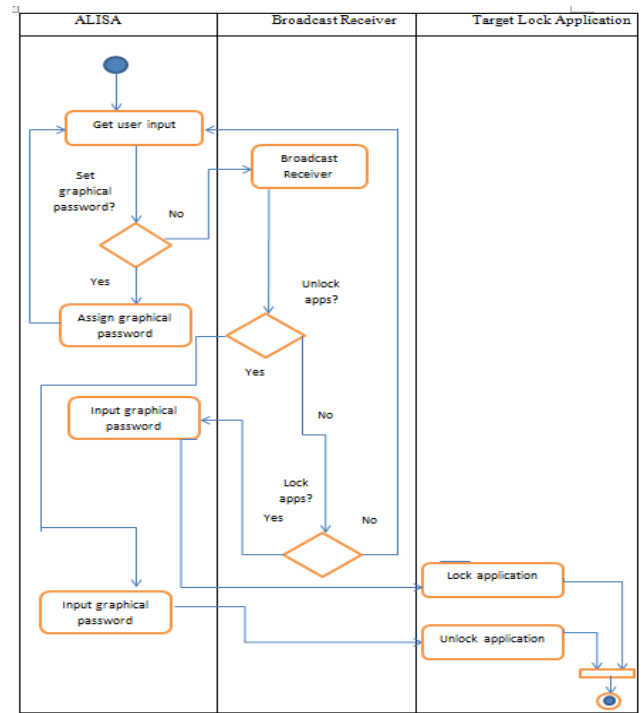 ALISA
Broadcast Receiver
Target Lock Application
Get user input
Broadcast
Receiver
Set
graphical
password?
No
Yes
Unlock
apps?
Assign graphical
password
Yes
Input graphical
password
No
Lock
apps?
Yes
No
Lock application
Input graphical
password
Unlock application